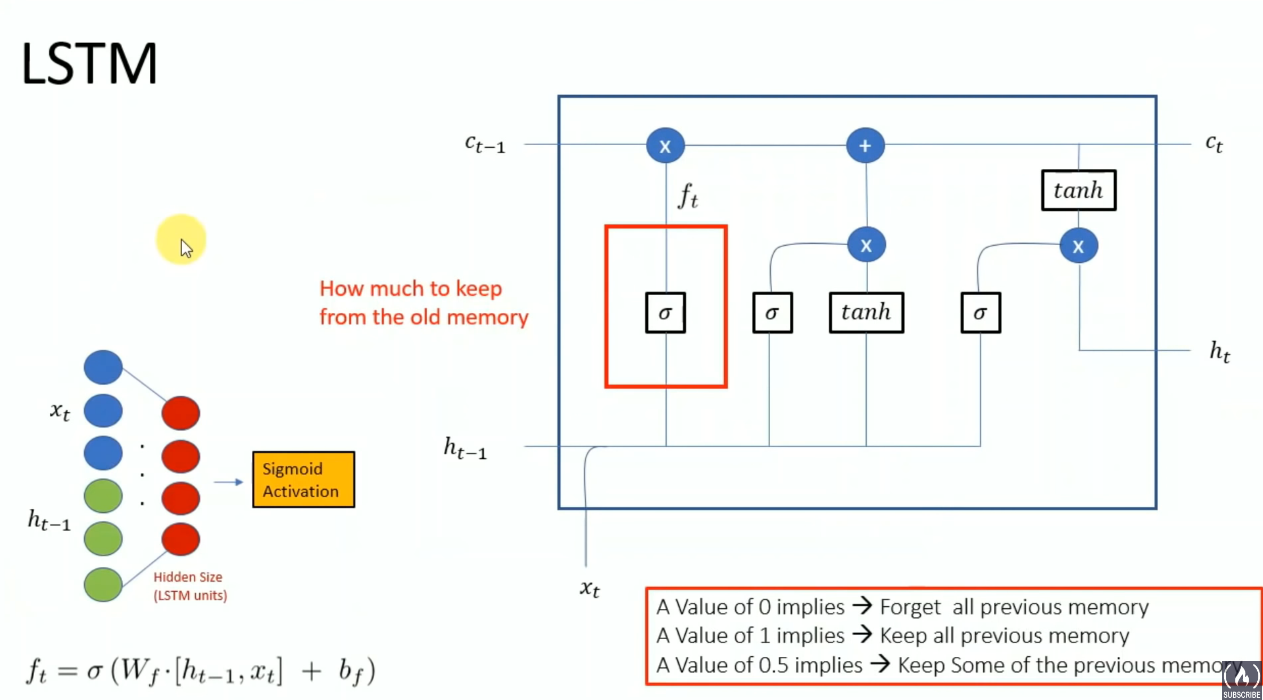 LSTM
c_{t−1}
x
+
c_t
f_t
tanh
x
x
How much to keep
from the old memory
σ
σ
tanh
σ
h_t
x_t
h_{t−1}
Sigmoid
Activation
h_{t−1}
Hidden Size
(LSTM units)
x_t
A Value of 0 implies → Forget all previous memory
A Value of 1 implies → Keep all previous memory
A Value of 0.5 implies → Keep Some of the previous memory
f_t = σ (W_f·[h_{t−1}, x_t] + b_f)
SUBSCRIBE